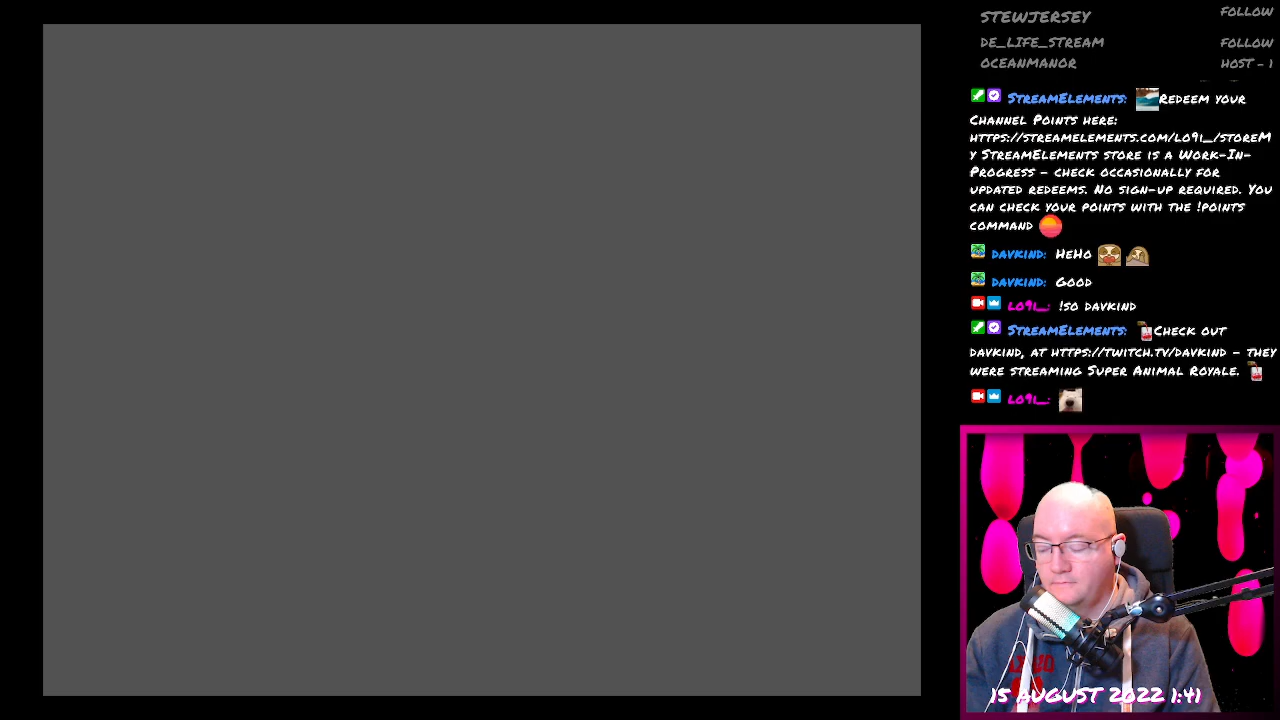 STEWJERSEY FOLLOW
DE_LIFE_STREAM FOLLOW
OCEANMANOR HOST - 1
StreamElements: Redeem your
Channel Points here:
https://streamelements.com/lo9i_/storeM
y StreamElements store is a Work-In-
Progress - check occasionally for
updated redeems. No sign-up required. You
can check your points with the !points
command
davkind: HeHo
davkind: Good
lo9i_: !so davkind
StreamElements: Check out
davkind, at https://twitch.tv/davkind - they
were streaming Super Animal Royale.
lo9i_:
15 AUGUST 2022 1:41